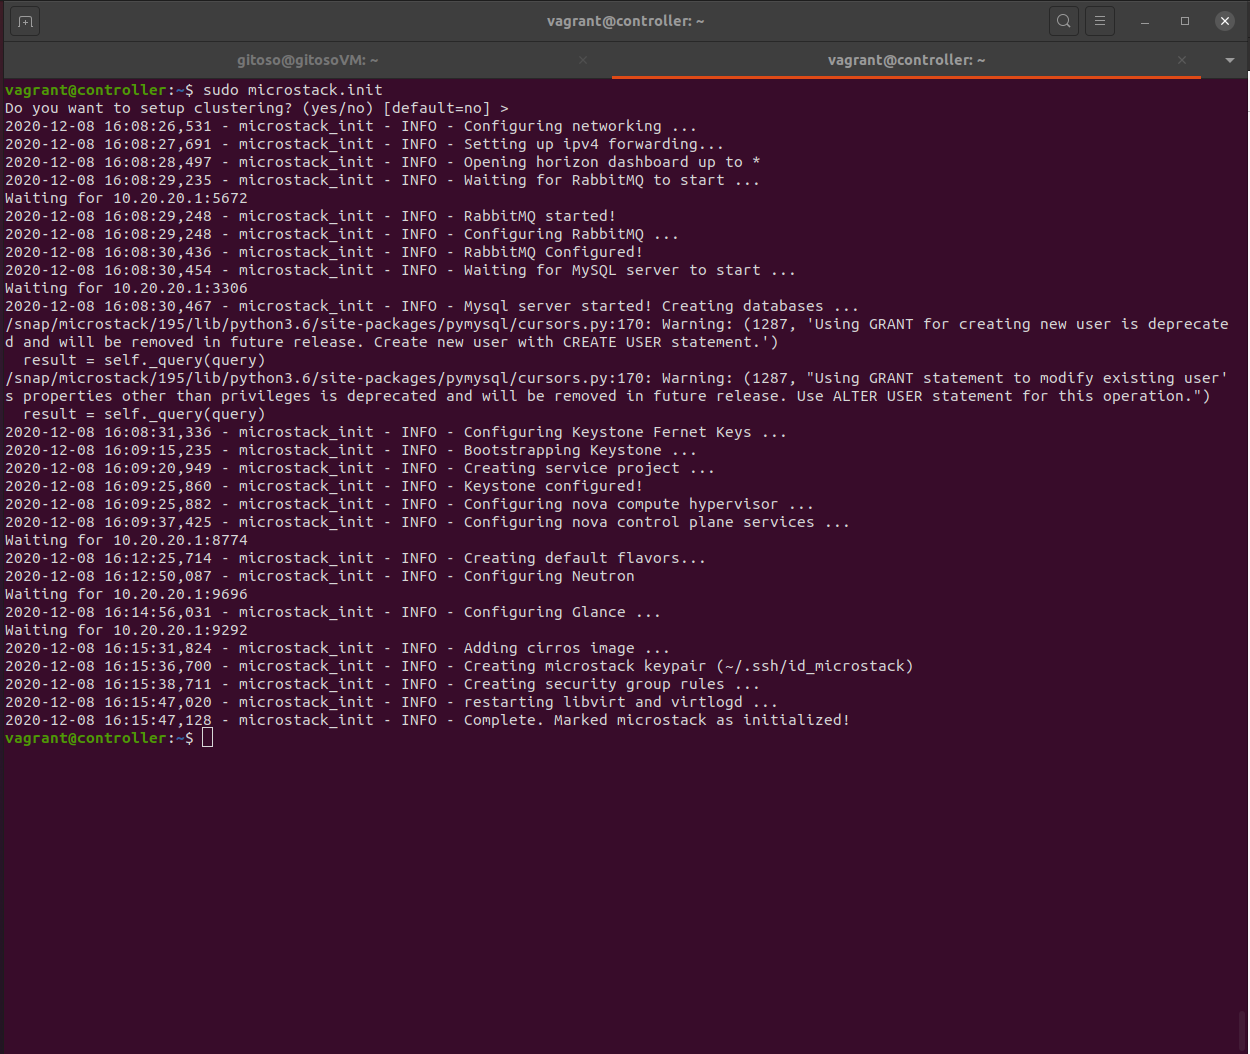 vagrant@controller: ~
gitoso@gitosoVM: ~
vagrant@controller: ~
vagrant@controller:~$ sudo microstack.init
Do you want to setup clustering? (yes/no) [default=no] >
2020-12-08 16:08:26,531 - microstack_init - INFO - Configuring networking ...
2020-12-08 16:08:27,691 - microstack_init - INFO - Setting up ipv4 forwarding...
2020-12-08 16:08:28,497 - microstack_init - INFO - Opening horizon dashboard up to *
2020-12-08 16:08:29,235 - microstack_init - INFO - Waiting for RabbitMQ to start ...
Waiting for 10.20.20.1:5672
2020-12-08 16:08:29,248 - microstack_init - INFO - RabbitMQ started!
2020-12-08 16:08:29,248 - microstack_init - INFO - Configuring RabbitMQ ...
2020-12-08 16:08:30,436 - microstack_init - INFO - RabbitMQ Configured!
2020-12-08 16:08:30,454 - microstack_init - INFO - Waiting for MySQL server to start ...
Waiting for 10.20.20.1:3306
2020-12-08 16:08:30,467 - microstack_init - INFO - Mysql server started! Creating databases ...
/snap/microstack/195/lib/python3.6/site-packages/pymysql/cursors.py:170: Warning: (1287, 'Using GRANT for creating new user is deprecate
d and will be removed in future release. Create new user with CREATE USER statement.')
  result = self._query(query)
/snap/microstack/195/lib/python3.6/site-packages/pymysql/cursors.py:170: Warning: (1287, "Using GRANT statement to modify existing user'
s properties other than privileges is deprecated and will be removed in future release. Use ALTER USER statement for this operation.")
  result = self._query(query)
2020-12-08 16:08:31,336 - microstack_init - INFO - Configuring Keystone Fernet Keys ...
2020-12-08 16:09:15,235 - microstack_init - INFO - Bootstrapping Keystone ...
2020-12-08 16:09:20,949 - microstack_init - INFO - Creating service project ...
2020-12-08 16:09:25,860 - microstack_init - INFO - Keystone configured!
2020-12-08 16:09:25,882 - microstack_init - INFO - Configuring nova compute hypervisor ...
2020-12-08 16:09:37,425 - microstack_init - INFO - Configuring nova control plane services ...
Waiting for 10.20.20.1:8774
2020-12-08 16:12:25,714 - microstack_init - INFO - Creating default flavors...
2020-12-08 16:12:50,087 - microstack_init - INFO - Configuring Neutron
Waiting for 10.20.20.1:9696
2020-12-08 16:14:56,031 - microstack_init - INFO - Configuring Glance ...
Waiting for 10.20.20.1:9292
2020-12-08 16:15:31,824 - microstack_init - INFO - Adding cirros image ...
2020-12-08 16:15:36,700 - microstack_init - INFO - Creating microstack keypair (~/.ssh/id_microstack)
2020-12-08 16:15:38,711 - microstack_init - INFO - Creating security group rules ...
2020-12-08 16:15:47,020 - microstack_init - INFO - restarting libvirt and virtlogd ...
2020-12-08 16:15:47,128 - microstack_init - INFO - Complete. Marked microstack as initialized!
vagrant@controller:~$